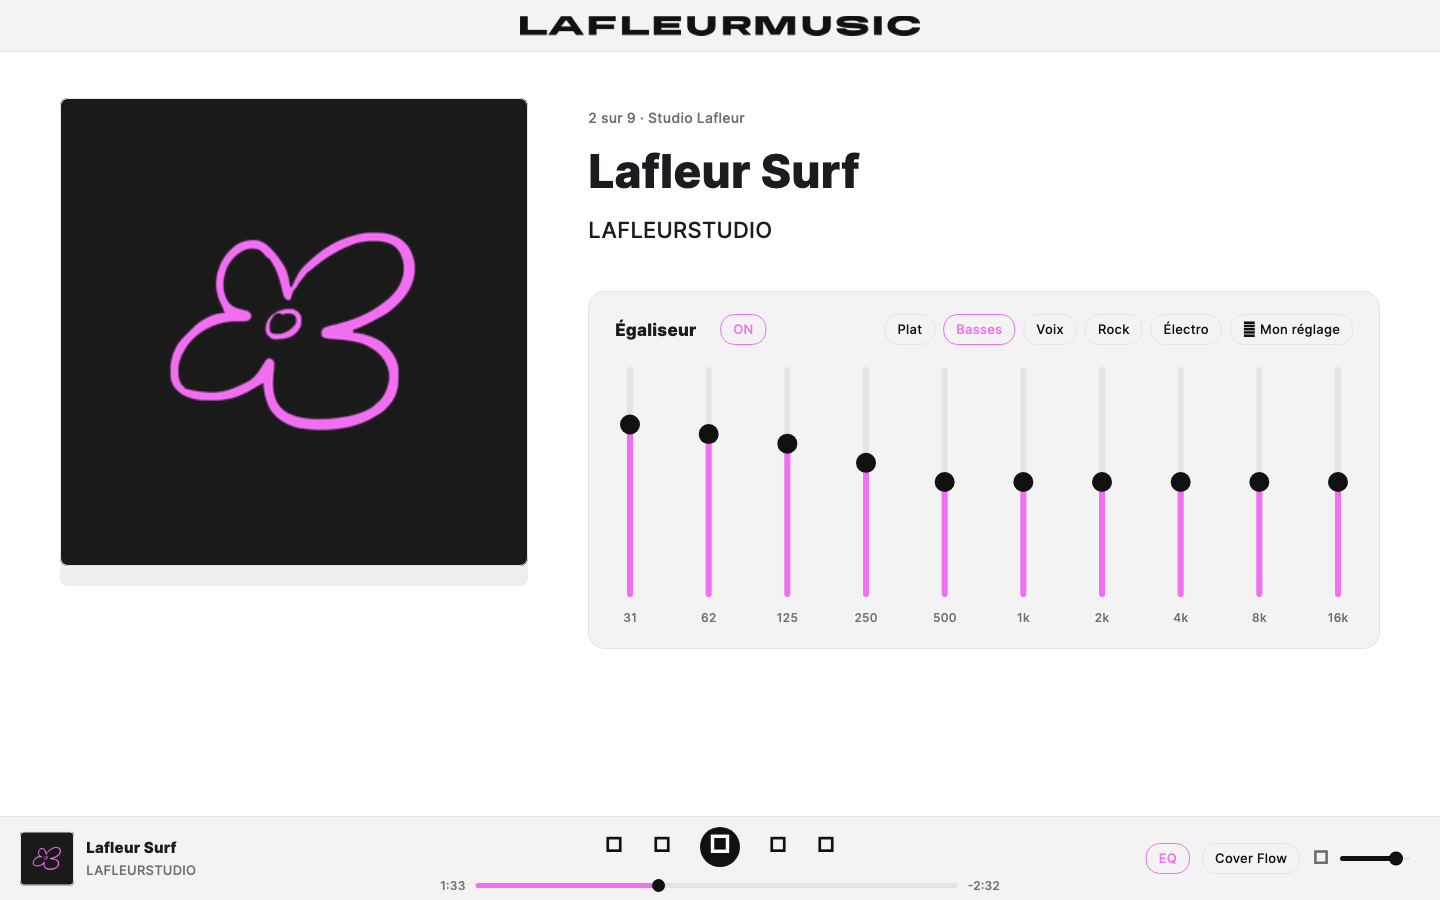 LAFLEURMUSIC
2 sur 9 · Studio Lafleur
Lafleur Surf
LAFLEURSTUDIO
Égaliseur ON Plat Basses Voix Rock Électro Mon réglage
31 62 125 250 500 1k 2k 4k 8k 16k
Lafleur Surf
LAFLEURSTUDIO
1:33 -2:32
EQ Cover Flow